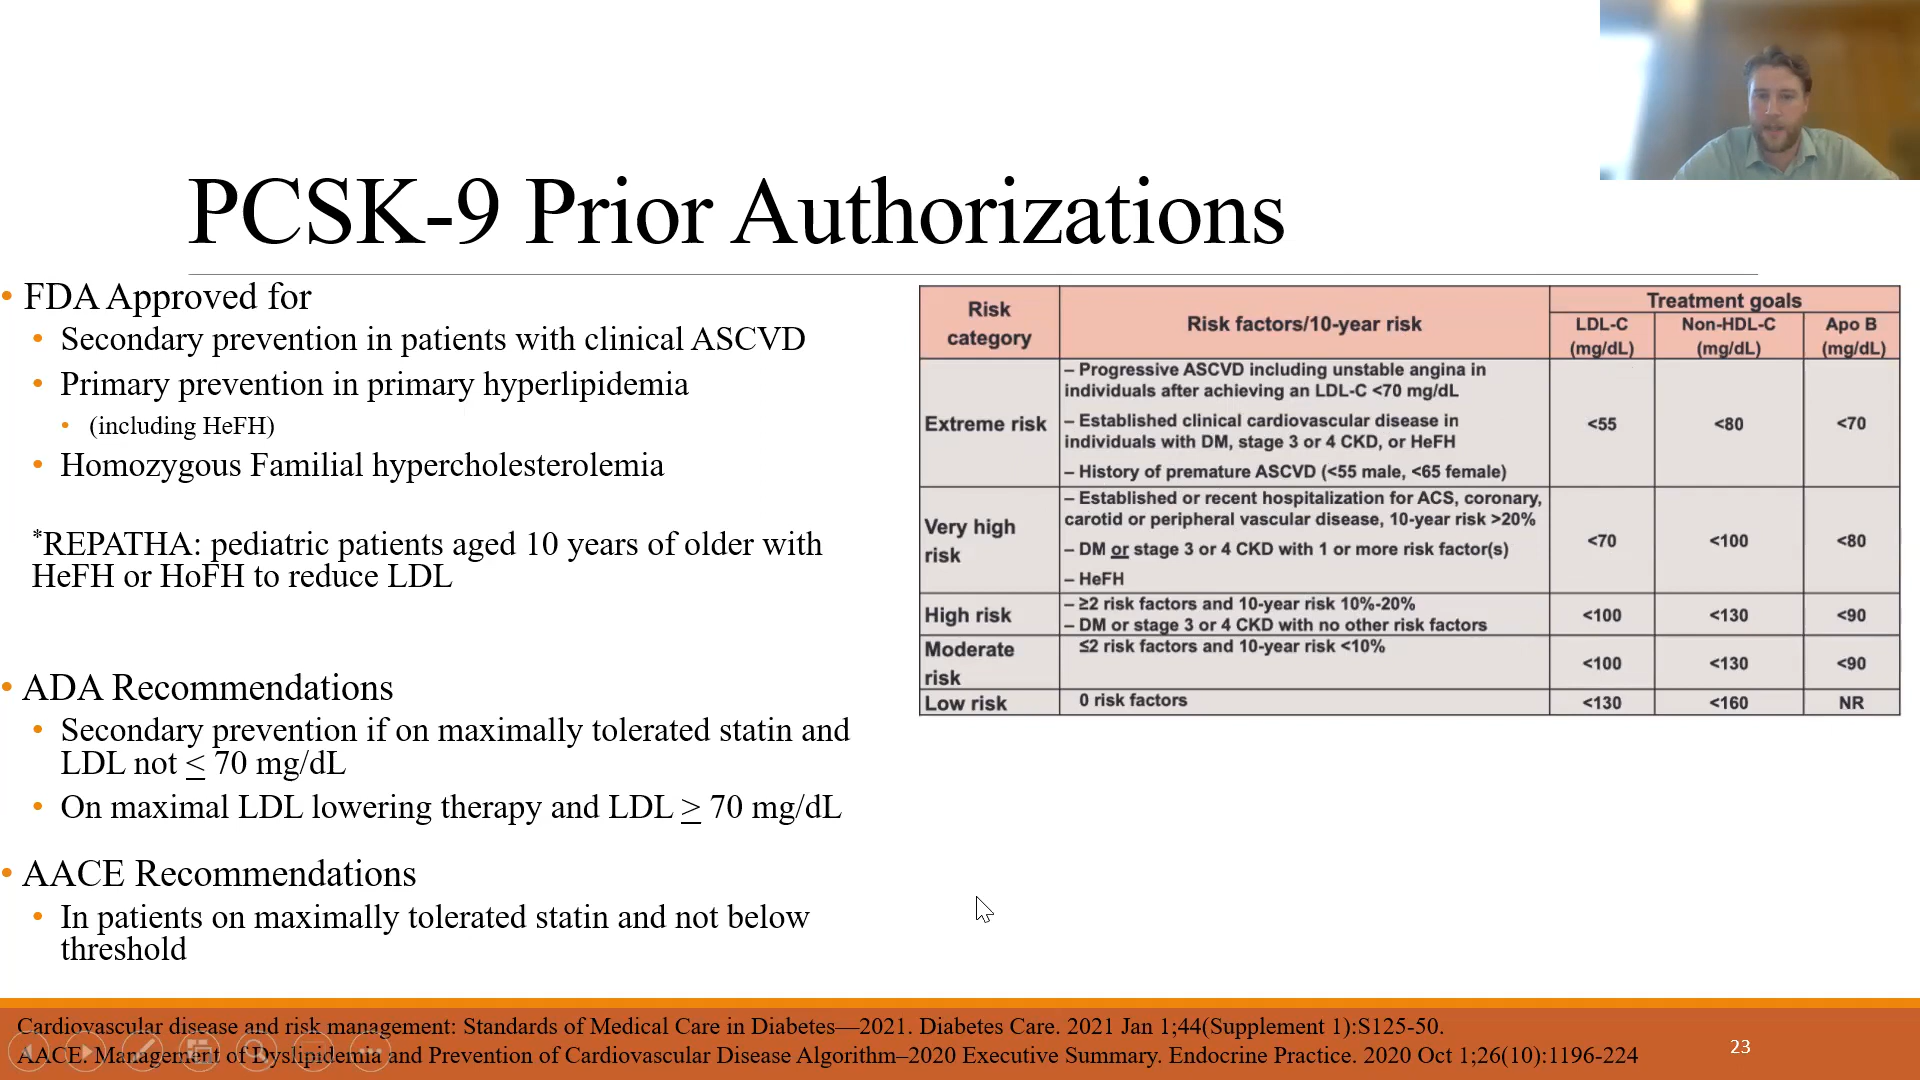 PCSK-9 Prior Authorizations
• FDA Approved for
• Secondary prevention in patients with clinical ASCVD
• Primary prevention in primary hyperlipidemia
• (including HeFH)
• Homozygous Familial hypercholesterolemia
*REPATHA: pediatric patients aged 10 years of older with
HeFH or HoFH to reduce LDL
• ADA Recommendations
• Secondary prevention if on maximally tolerated statin and
LDL not ≤ 70 mg/dL
• On maximal LDL lowering therapy and LDL ≥ 70 mg/dL
• AACE Recommendations
• In patients on maximally tolerated statin and not below
threshold
Risk
category
Risk factors/10-year risk
Treatment goals
LDL-C
(mg/dL)
Non-HDL-C
(mg/dL)
Apo B
(mg/dL)
Extreme risk
– Progressive ASCVD including unstable angina in
individuals after achieving an LDL-C <70 mg/dL
– Established clinical cardiovascular disease in
individuals with DM, stage 3 or 4 CKD, or HeFH
– History of premature ASCVD (<55 male, <65 female)
<55
<80
<70
Very high
risk
– Established or recent hospitalization for ACS, coronary,
carotid or peripheral vascular disease, 10-year risk >20%
– DM or stage 3 or 4 CKD with 1 or more risk factor(s)
– HeFH
<70
<100
<80
High risk
– ≥2 risk factors and 10-year risk 10%-20%
– DM or stage 3 or 4 CKD with no other risk factors
<100
<130
<90
Moderate
risk
≤2 risk factors and 10-year risk <10%
<100
<130
<90
Low risk
0 risk factors
<130
<160
NR
Cardiovascular disease and risk management: Standards of Medical Care in Diabetes—2021. Diabetes Care. 2021 Jan 1;44(Supplement 1):S125-50.
AACE. Management of Dyslipidemia and Prevention of Cardiovascular Disease Algorithm–2020 Executive Summary. Endocrine Practice. 2020 Oct 1;26(10):1196-224
23